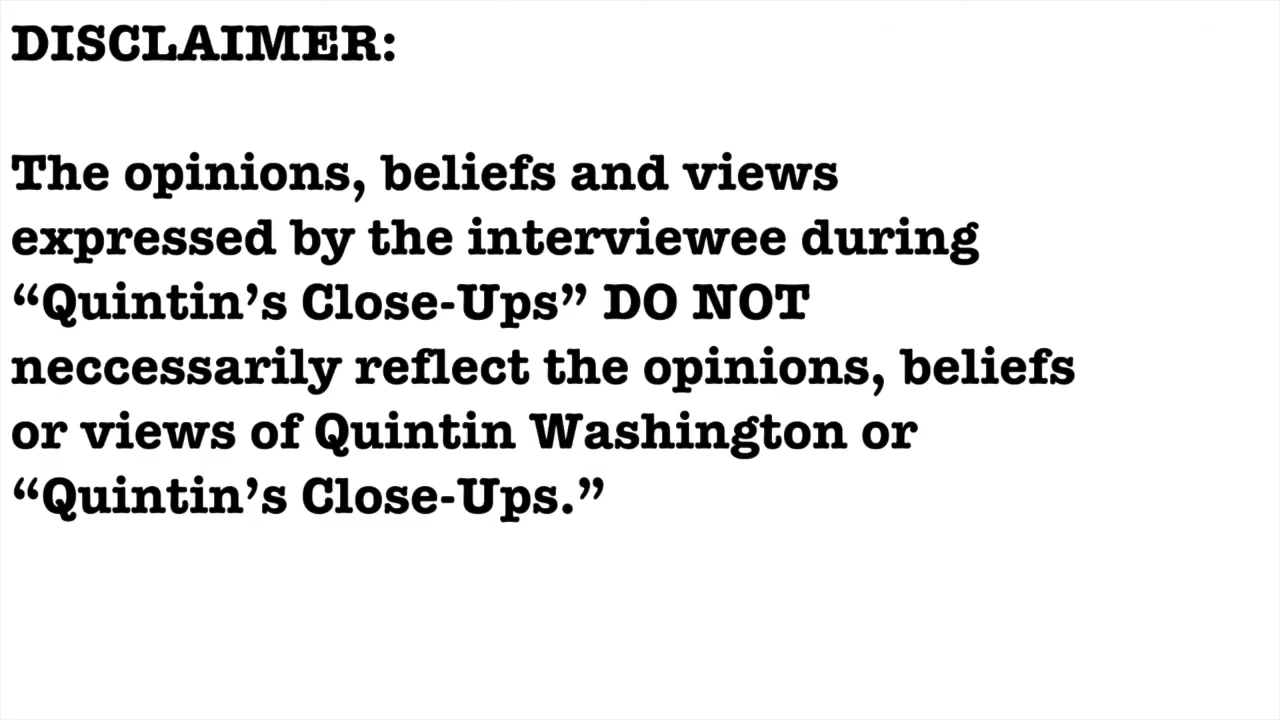 DISCLAIMER:
The opinions, beliefs and views
expressed by the interviewee during
“Quintin’s Close-Ups” DO NOT
neccessarily reflect the opinions, beliefs
or views of Quintin Washington or
“Quintin’s Close-Ups.”